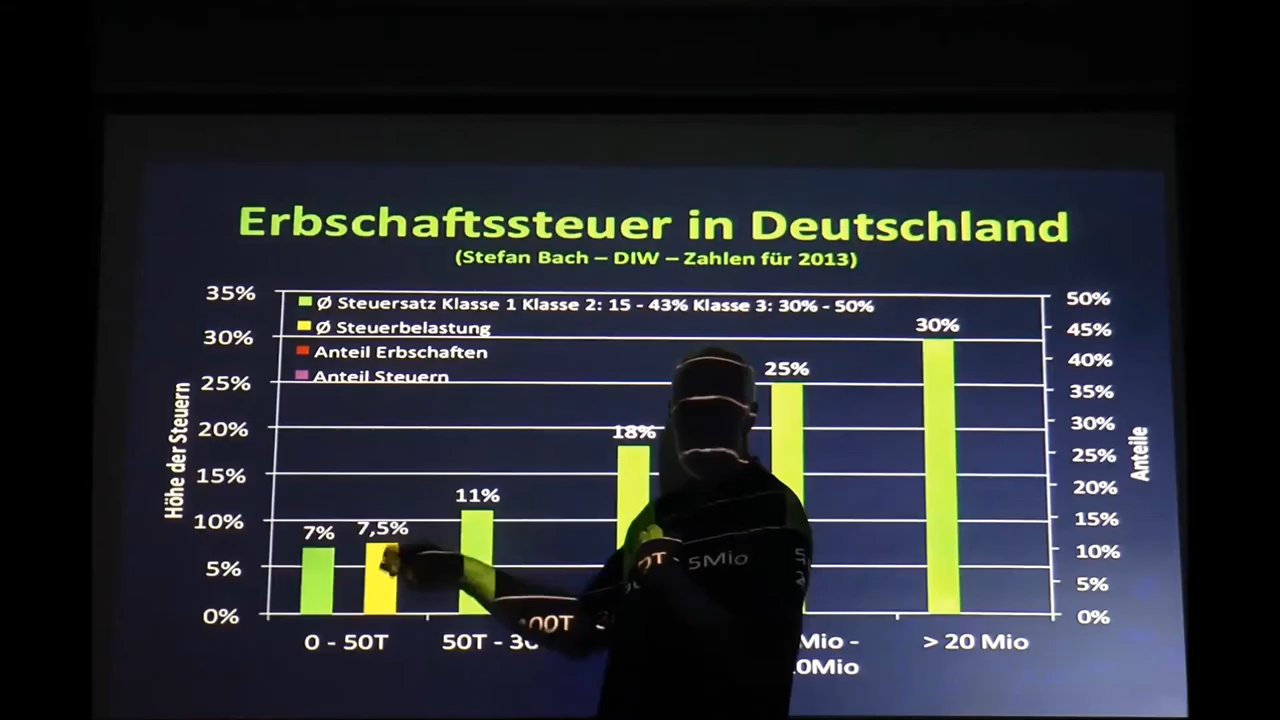 Erbschaftssteuer in Deutschland
(Stefan Bach – DIW – Zahlen für 2013)
Höhe der Steuern
35%
30%
25%
20%
15%
10%
5%
0%
Ø Steuersatz Klasse 1 Klasse 2: 15 - 43% Klasse 3: 30% - 50%
Ø Steuerbelastung
Anteil Erbschaften
Anteil Steuern
7%
7,5%
11%
18%
25%
30%
50%
45%
40%
35%
30%
25%
20%
15%
10%
5%
0%
Anteile
0 - 50T
50T -
5Mio
Mio -
> 20 Mio